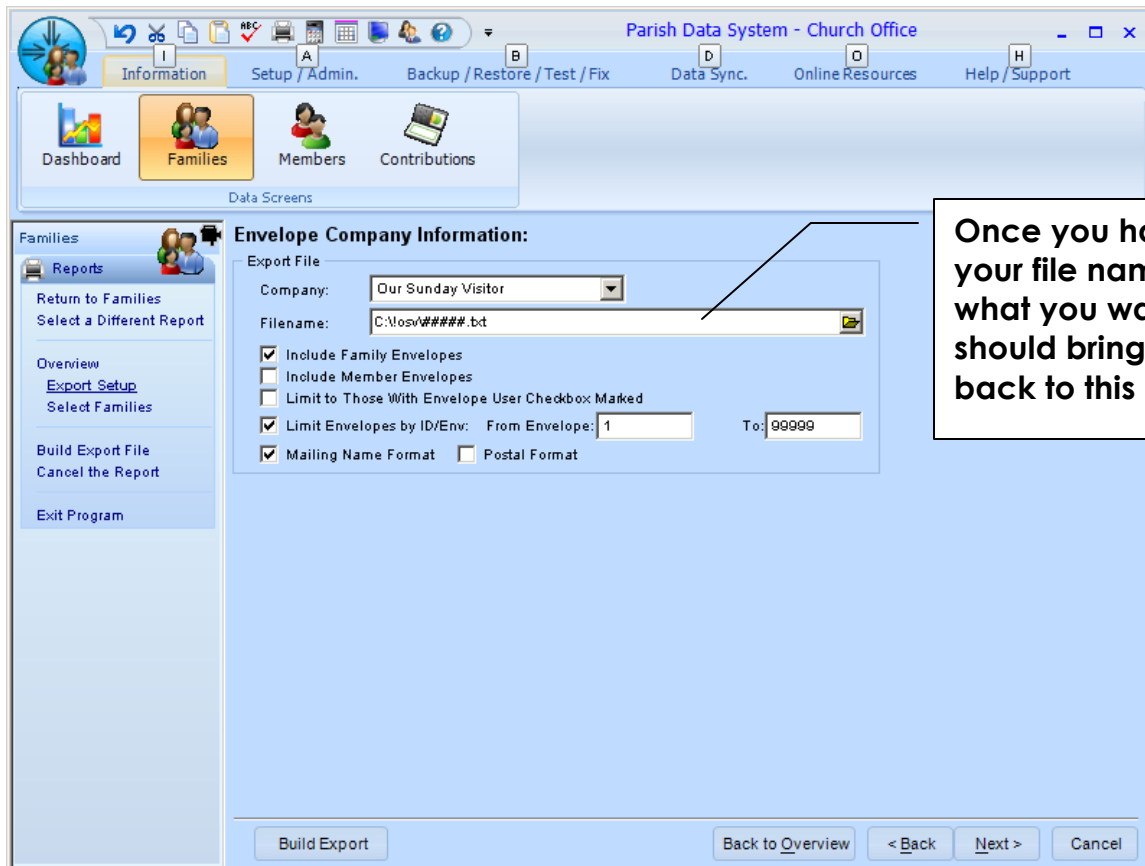 Parish Data System - Church Office
I A B D O H
Information Setup / Admin. Backup / Restore / Test / Fix Data Sync. Online Resources Help / Support
Dashboard Families Members Contributions
Data Screens
Families
Reports
Return to Families
Select a Different Report
Overview
Export Setup
Select Families
Build Export File
Cancel the Report
Exit Program
Envelope Company Information:
Export File
Company: Our Sunday Visitor
Filename: C:\!osv\#####.txt
Include Family Envelopes
Include Member Envelopes
Limit to Those With Envelope User Checkbox Marked
Limit Envelopes by ID/Env: From Envelope: 1 To: 99999
Mailing Name Format Postal Format
Once you
your file
what you
should bring
back to this
Build Export Back to Overview < Back Next > Cancel
ABC